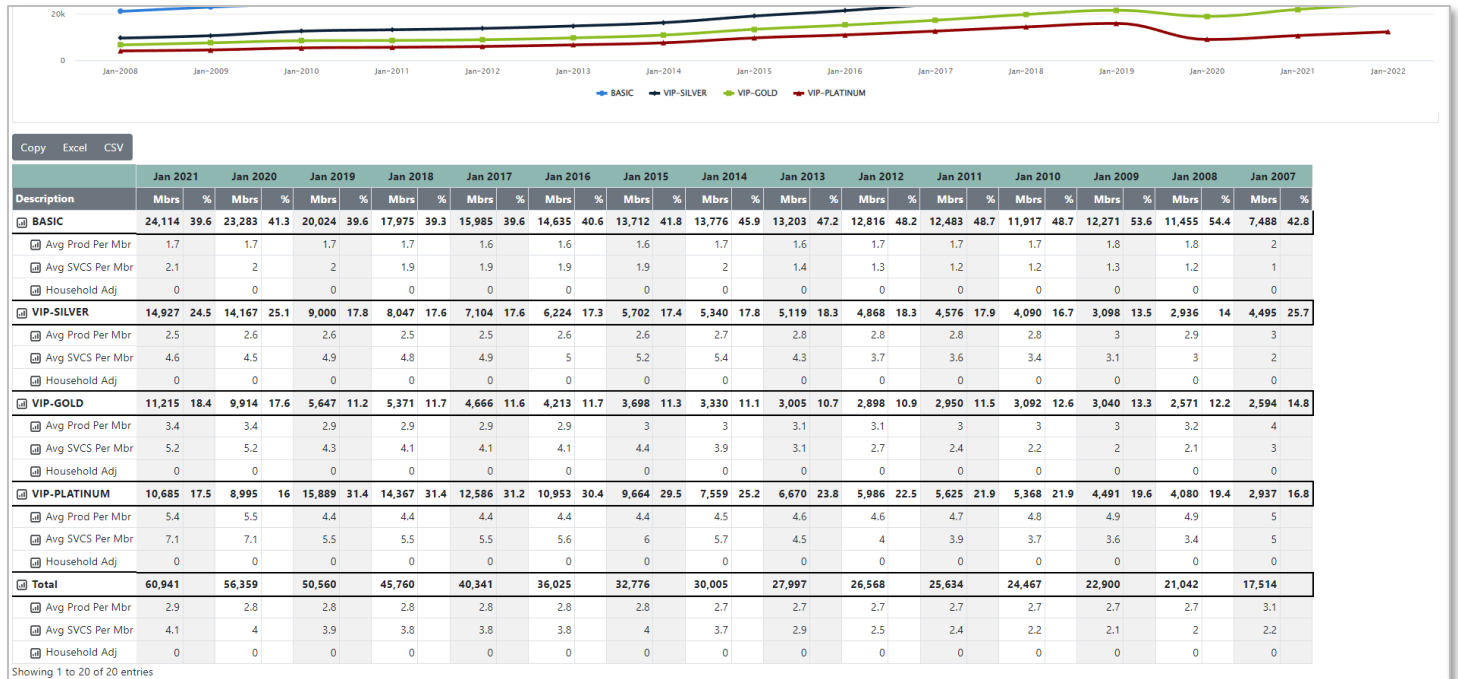 20k
0
Jan-2008 Jan-2009 Jan-2010 Jan-2011 Jan-2012 Jan-2013 Jan-2014 Jan-2015 Jan-2016 Jan-2017 Jan-2018 Jan-2019 Jan-2020 Jan-2021 Jan-2022
BASIC VIP-SILVER VIP-GOLD VIP-PLATINUM
Copy Excel CSV
Jan 2021 Jan 2020 Jan 2019 Jan 2018 Jan 2017 Jan 2016 Jan 2015 Jan 2014 Jan 2013 Jan 2012 Jan 2011 Jan 2010 Jan 2009 Jan 2008 Jan 2007
Description Mbrs % Mbrs % Mbrs % Mbrs % Mbrs % Mbrs % Mbrs % Mbrs % Mbrs % Mbrs % Mbrs % Mbrs % Mbrs % Mbrs % Mbrs %
BASIC 24,114 39.6 23,283 41.3 20,024 39.6 17,975 39.3 15,985 39.6 14,635 40.6 13,712 41.8 13,776 45.9 13,203 47.2 12,816 48.2 12,483 48.7 11,917 48.7 12,271 53.6 11,455 54.4 7,488 42.8
Avg Prod Per Mbr 1.7 1.7 1.7 1.7 1.6 1.6 1.6 1.7 1.6 1.7 1.7 1.7 1.8 1.8 2
Avg SVCS Per Mbr 2.1 2 2 1.9 1.9 1.9 1.9 2 1.4 1.3 1.2 1.2 1.3 1.2 1
Household Adj 0 0 0 0 0 0 0 0 0 0 0 0 0 0 0
VIP-SILVER 14,927 24.5 14,167 25.1 9,000 17.8 8,047 17.6 7,104 17.6 6,224 17.3 5,702 17.4 5,340 17.8 5,119 18.3 4,868 18.3 4,576 17.9 4,090 16.7 3,098 13.5 2,936 14 4,495 25.7
Avg Prod Per Mbr 2.5 2.6 2.6 2.5 2.5 2.6 2.6 2.7 2.8 2.8 2.8 2.8 3 2.9 3
Avg SVCS Per Mbr 4.6 4.5 4.9 4.8 4.9 5 5.2 5.4 4.3 3.7 3.6 3.4 3.1 3 2
Household Adj 0 0 0 0 0 0 0 0 0 0 0 0 0 0 0
VIP-GOLD 11,215 18.4 9,914 17.6 5,647 11.2 5,371 11.7 4,666 11.6 4,213 11.7 3,698 11.3 3,330 11.1 3,005 10.7 2,898 10.9 2,950 11.5 3,092 12.6 3,040 13.3 2,571 12.2 2,594 14.8
Avg Prod Per Mbr 3.4 3.4 2.9 2.9 2.9 2.9 3 3 3.1 3.1 3 3 3 3.2 4
Avg SVCS Per Mbr 5.2 5.2 4.3 4.1 4.1 4.1 4.4 3.9 3.1 2.7 2.4 2.2 2 2.1 3
Household Adj 0 0 0 0 0 0 0 0 0 0 0 0 0 0 0
VIP-PLATINUM 10,685 17.5 8,995 16 15,889 31.4 14,367 31.4 12,586 31.2 10,953 30.4 9,664 29.5 7,559 25.2 6,670 23.8 5,986 22.5 5,625 21.9 5,368 21.9 4,491 19.6 4,080 19.4 2,937 16.8
Avg Prod Per Mbr 5.4 5.5 4.4 4.4 4.4 4.4 4.4 4.5 4.6 4.6 4.7 4.8 4.9 4.9 5
Avg SVCS Per Mbr 7.1 7.1 5.5 5.5 5.5 5.6 6 5.7 4.5 4 3.9 3.7 3.6 3.4 5
Household Adj 0 0 0 0 0 0 0 0 0 0 0 0 0 0 0
Total 60,941 56,359 50,560 45,760 40,341 36,025 32,776 30,005 27,997 26,568 25,634 24,467 22,900 21,042 17,514
Avg Prod Per Mbr 2.9 2.8 2.8 2.8 2.8 2.8 2.8 2.7 2.7 2.7 2.7 2.7 2.7 2.7 3.1
Avg SVCS Per Mbr 4.1 4 3.9 3.8 3.8 3.8 4 3.7 2.9 2.5 2.4 2.2 2.1 2 2.2
Household Adj 0 0 0 0 0 0 0 0 0 0 0 0 0 0 0
Showing 1 to 20 of 20 entries